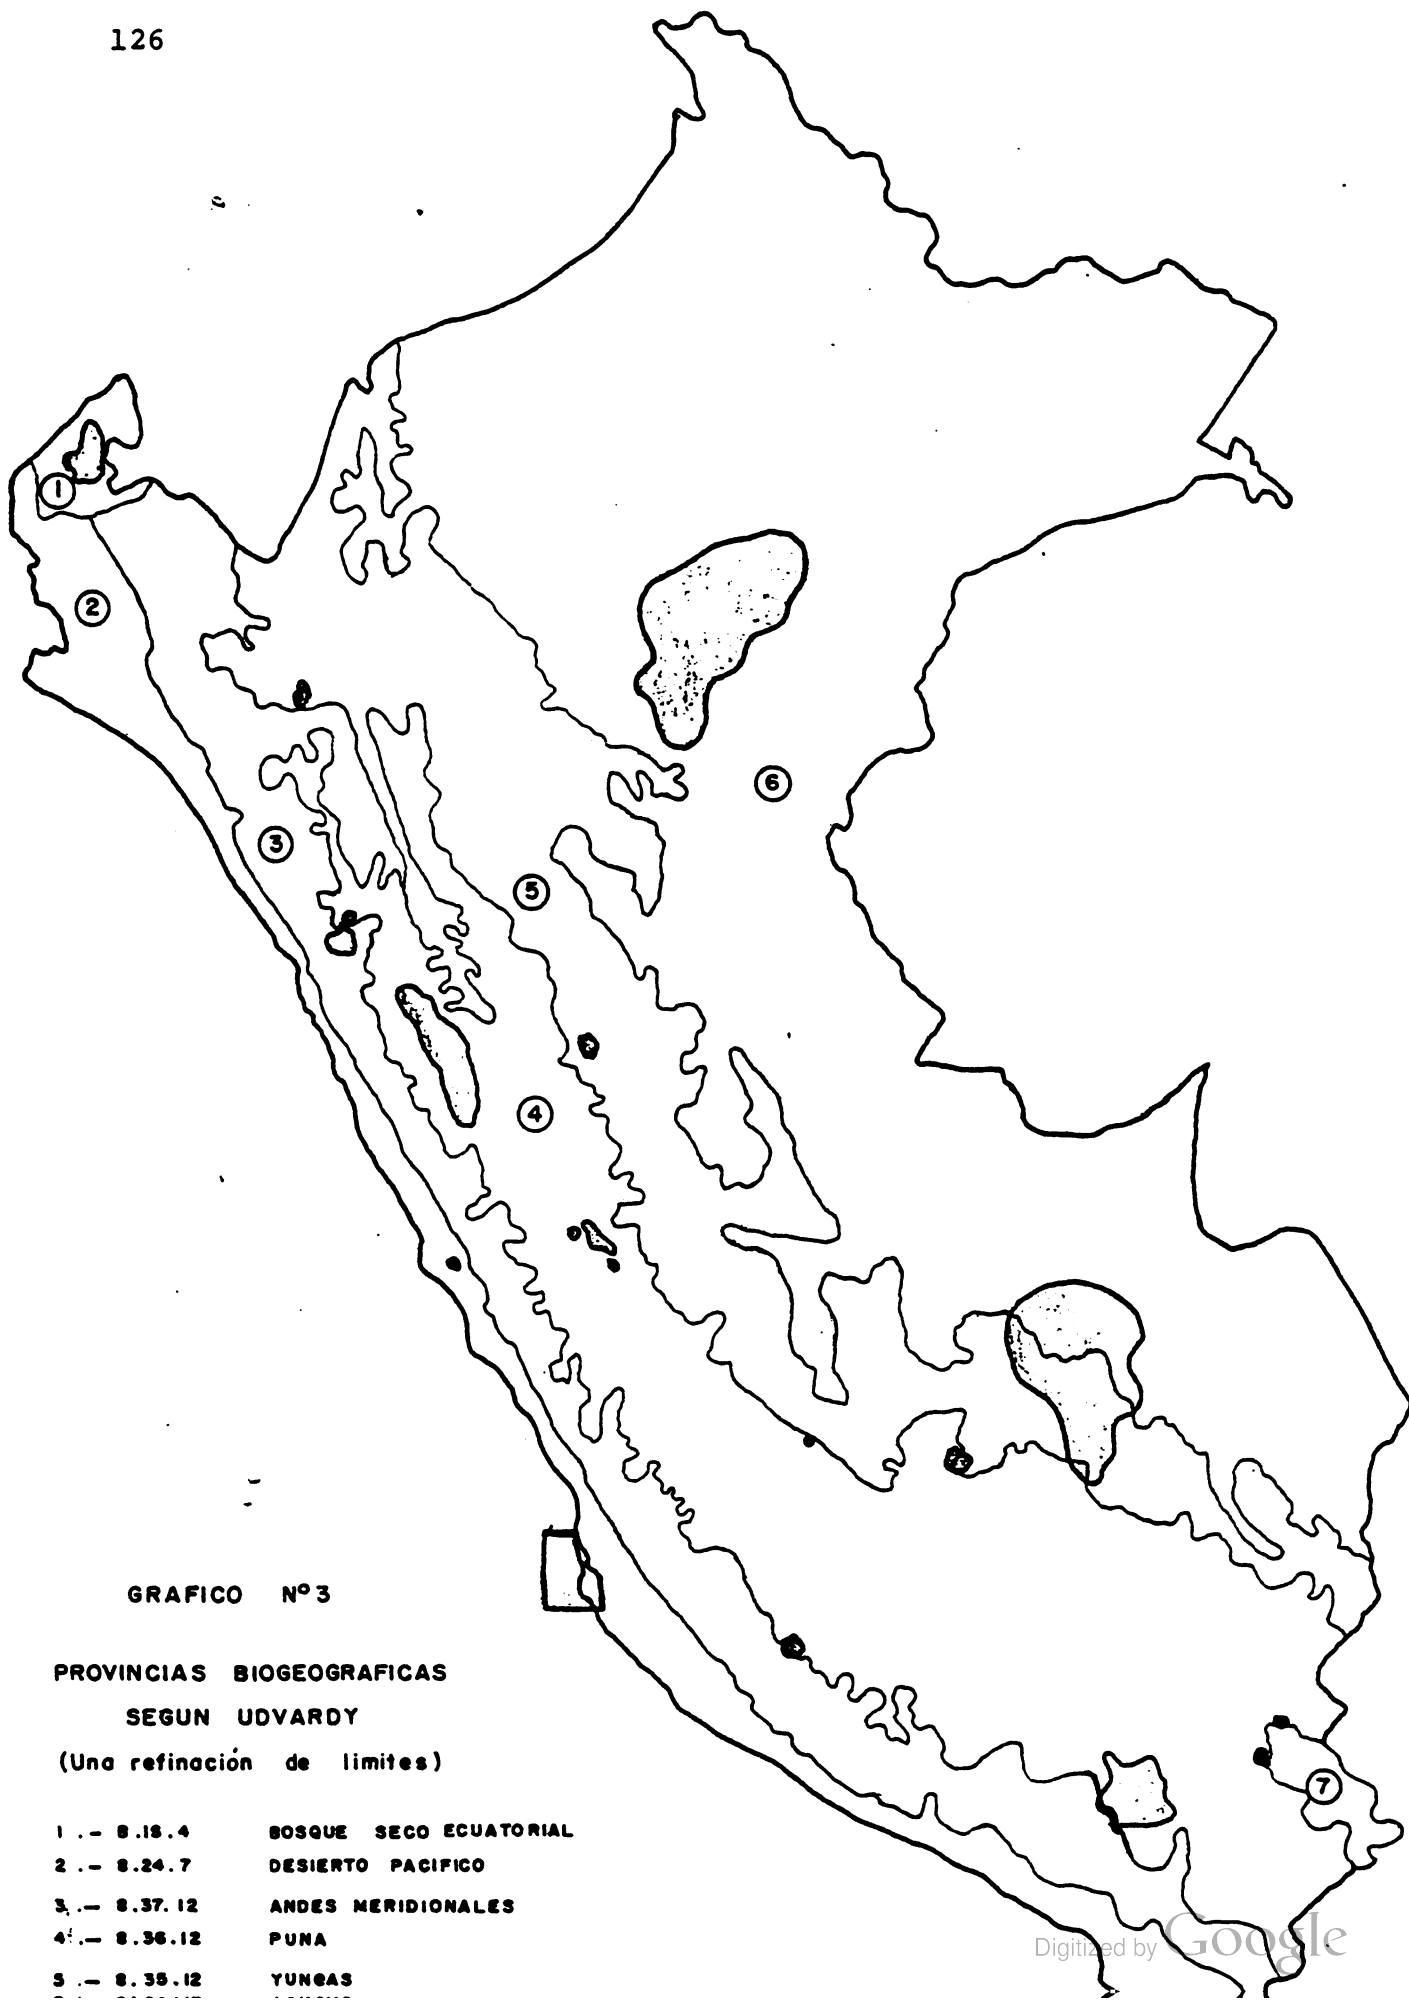 126
1
2
3
4
5
6
7
GRAFICO Nº 3
PROVINCIAS BIOGEOGRAFICAS
SEGUN UDVARDY
(Una refinación de limites)
1 .- 8.18.4 BOSQUE SECO ECUATORIAL
2 .- 8.24.7 DESIERTO PACIFICO
3 .- 8.37.12 ANDES MERIDIONALES
4 .- 8.36.12 PUNA
5 .- 8.35.12 YUNGAS
Digitized by Google